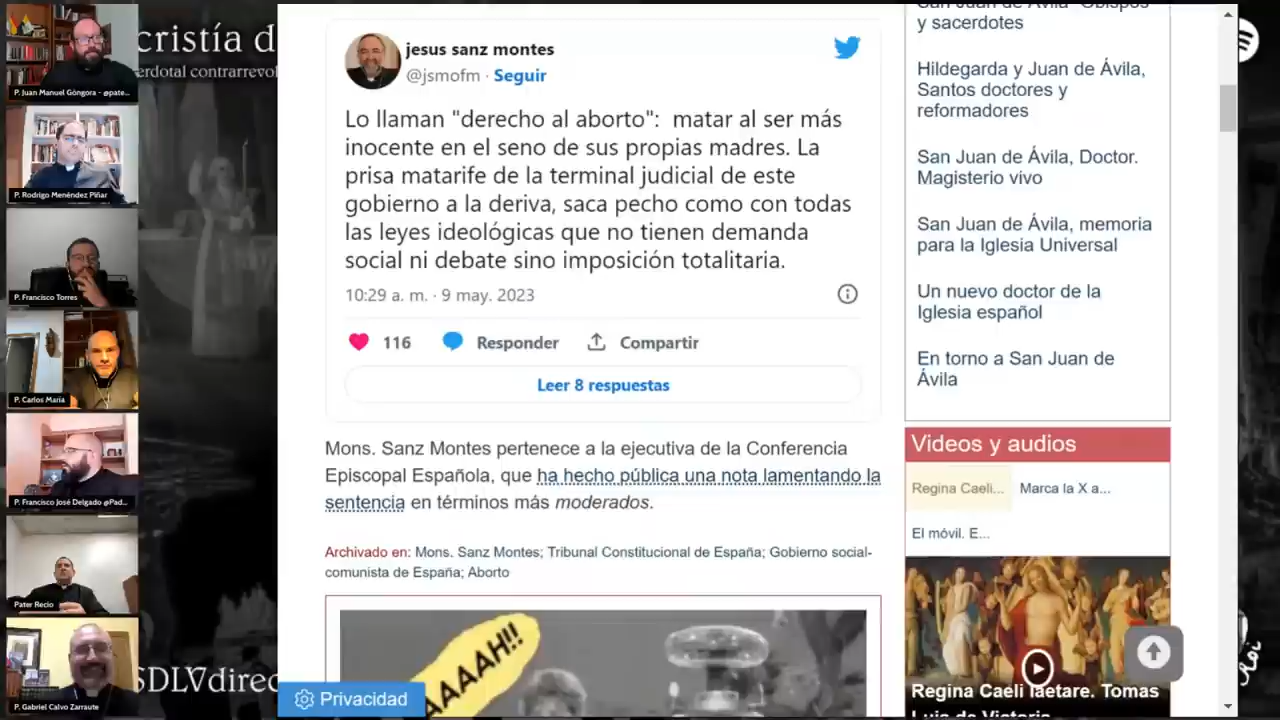 cristía d
erdotal contrarrevol
P. Juan Manuel Góngora - @pate...
P. Rodrigo Menéndez Piñar
P. Francisco Torres
P. Carlos María
P. Francisco José Delgado @Pad...
Pater Recio
P. Gabriel Calvo Zarraute
SDLVdirec
jesus sanz montes
@jsmofm · Seguir
Lo llaman "derecho al aborto": matar al ser más
inocente en el seno de sus propias madres. La
prisa matarife de la terminal judicial de este
gobierno a la deriva, saca pecho como con todas
las leyes ideológicas que no tienen demanda
social ni debate sino imposición totalitaria.
10:29 a. m. · 9 may. 2023
116
Responder
Compartir
Leer 8 respuestas
Mons. Sanz Montes pertenece a la ejecutiva de la Conferencia
Episcopal Española, que ha hecho pública una nota lamentando la
sentencia en términos más moderados.
Archivado en: Mons. Sanz Montes; Tribunal Constitucional de España; Gobierno social-
comunista de España; Aborto
AAAAH!!
Privacidad
San Juan de Ávila Obispos
y sacerdotes
Hildegarda y Juan de Ávila,
Santos doctores y
reformadores
San Juan de Ávila, Doctor.
Magisterio vivo
San Juan de Ávila, memoria
para la Iglesia Universal
Un nuevo doctor de la
Iglesia español
En torno a San Juan de
Ávila
Videos y audios
Regina Caeli...
Marca la X a...
El móvil. E...
Regina Caeli laetare. Tomas
Luis de Victoria